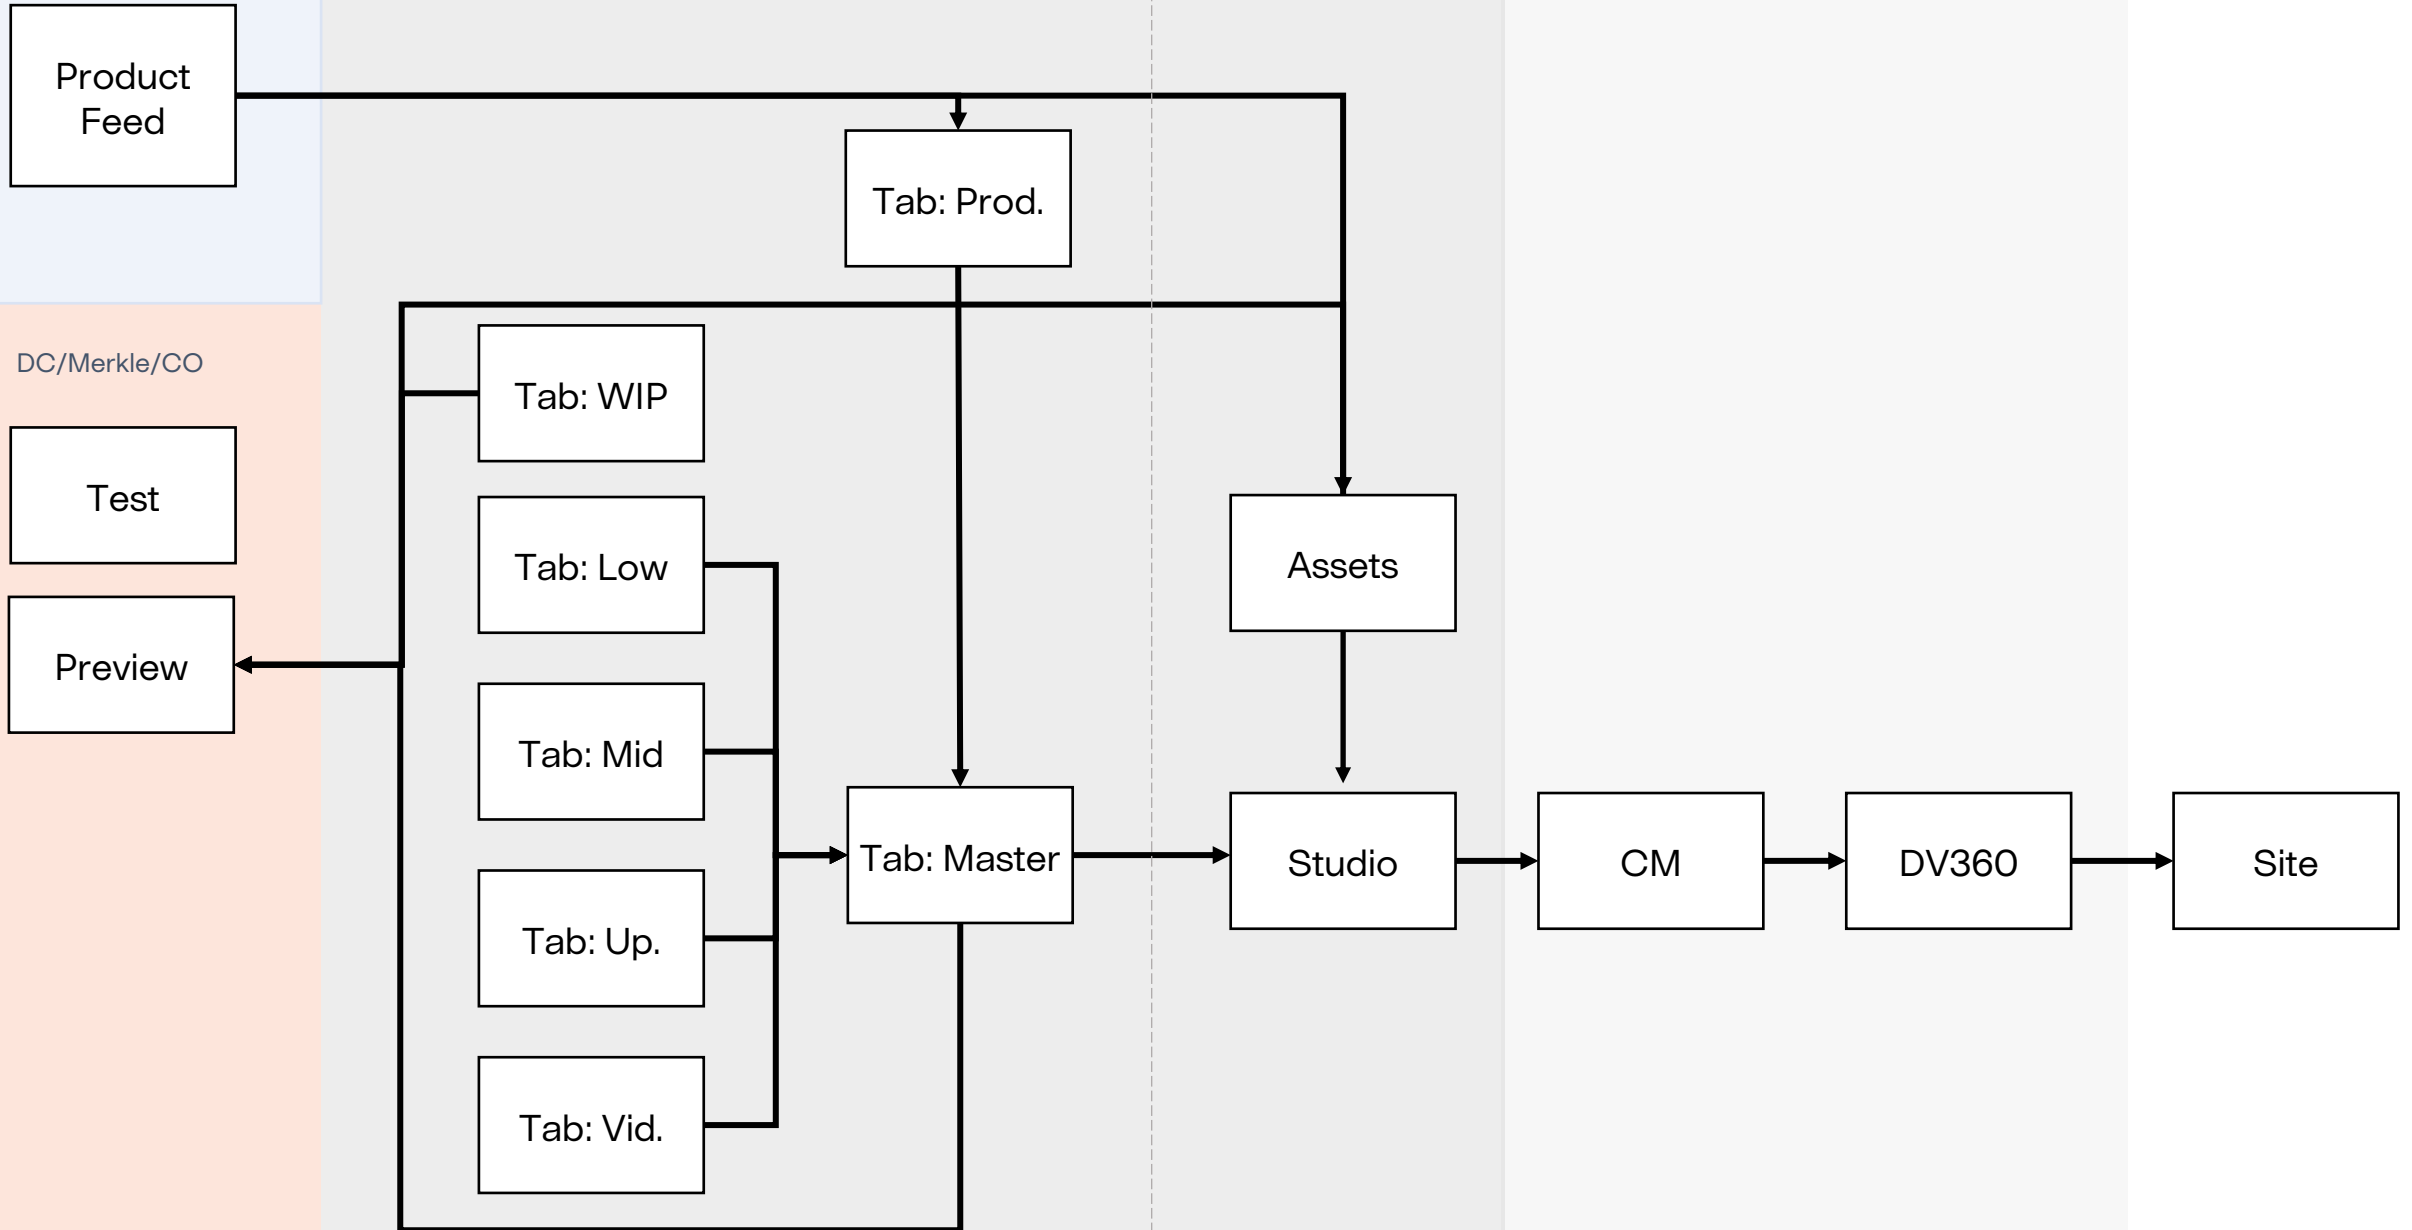 Product
Feed
Tab: Prod.
DC/Merkle/CO
Tab: WIP
Test
Tab: Low
Assets
Preview
Tab: Mid
Tab: Master
Studio
CM
DV360
Site
Tab: Up.
Tab: Vid.